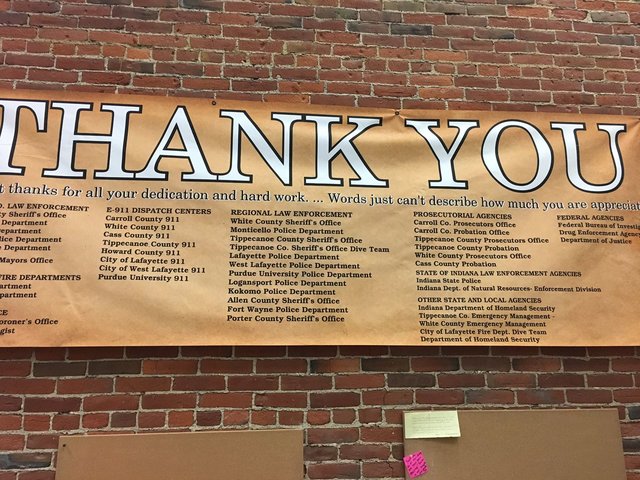 THANK YOU
t thanks for all your dedication and hard work. ... Words just can't describe how much you are appreciat
LAW ENFORCEMENT
y Sheriff's Office
Department
lice Department
Department
Mayors Office
FIRE DEPARTMENTS
artment
artment
CE
oroner's Office
gist
E-911 DISPATCH CENTERS
Carroll County 911
White County 911
Cass County 911
Tippecanoe County 911
Howard County 911
City of Lafayette 911
City of West Lafayette 911
Purdue University 911
REGIONAL LAW ENFORCEMENT
White County Sheriff's Office
Monticello Police Department
Tippecanoe County Sheriff's Office
Tippecanoe Co. Sheriff's Office Dive Team
Lafayette Police Department
West Lafayette Police Department
Purdue University Police Department
Logansport Police Department
Kokomo Police Department
Allen County Sheriff's Office
Fort Wayne Police Department
Porter County Sheriff's Office
PROSECUTORIAL AGENCIES
Carroll Co. Prosecutors Office
Carroll Co. Probation Office
Tippecanoe County Prosecutors Office
Tippecanoe County Probation
White County Prosecutors Office
Cass County Probation
STATE OF INDIANA LAW ENFORCEMENT AGENCIES
Indiana State Police
Indiana Dept. of Natural Resources- Enforcement Division
OTHER STATE AND LOCAL AGENCIES
Indiana Department of Homeland Security
Tippecanoe Co. Emergency Management -
White County Emergency Management
City of Lafayette Fire Dept. Dive Team
Department of Homeland Security
FEDERAL AGENCIES
Federal Bureau of Investig
Drug Enforcement Agenc
Department of Justice